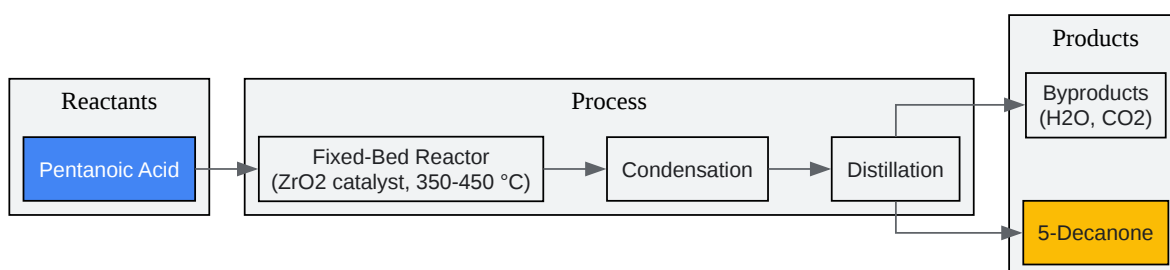 Reactants
Pentanoic Acid
Process
Fixed-Bed Reactor
(ZrO2 catalyst, 350-450 °C)
Condensation
Distillation
Products
Byproducts
(H2O, CO2)
5-Decanone